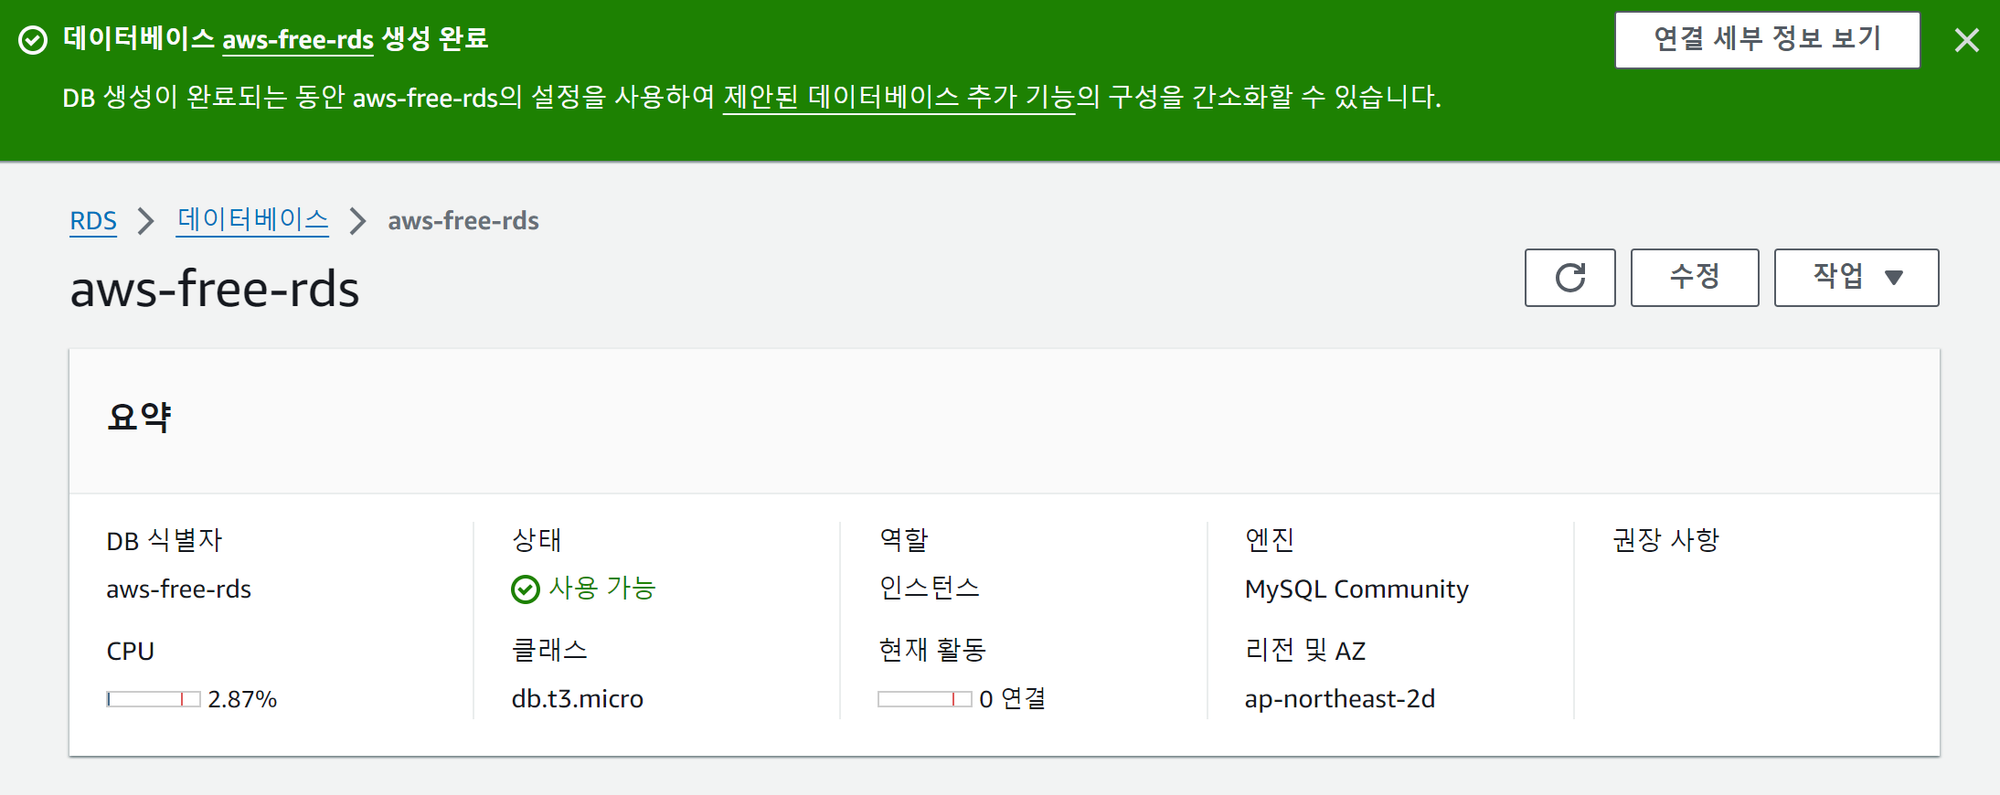 데이터베이스 aws-free-rds 생성 완료
연결 세부 정보 보기
DB 생성이 완료되는 동안 aws-free-rds의 설정을 사용하여 제안된 데이터베이스 추가 기능의 구성을 간소화할 수 있습니다.
RDS
데이터베이스
aws-free-rds
aws-free-rds
수정
작업
요약
DB 식별자
aws-free-rds
CPU
2.87%
상태
사용 가능
클래스
db.t3.micro
역할
인스턴스
현재 활동
0 연결
엔진
MySQL Community
리전 및 AZ
ap-northeast-2d
권장 사항